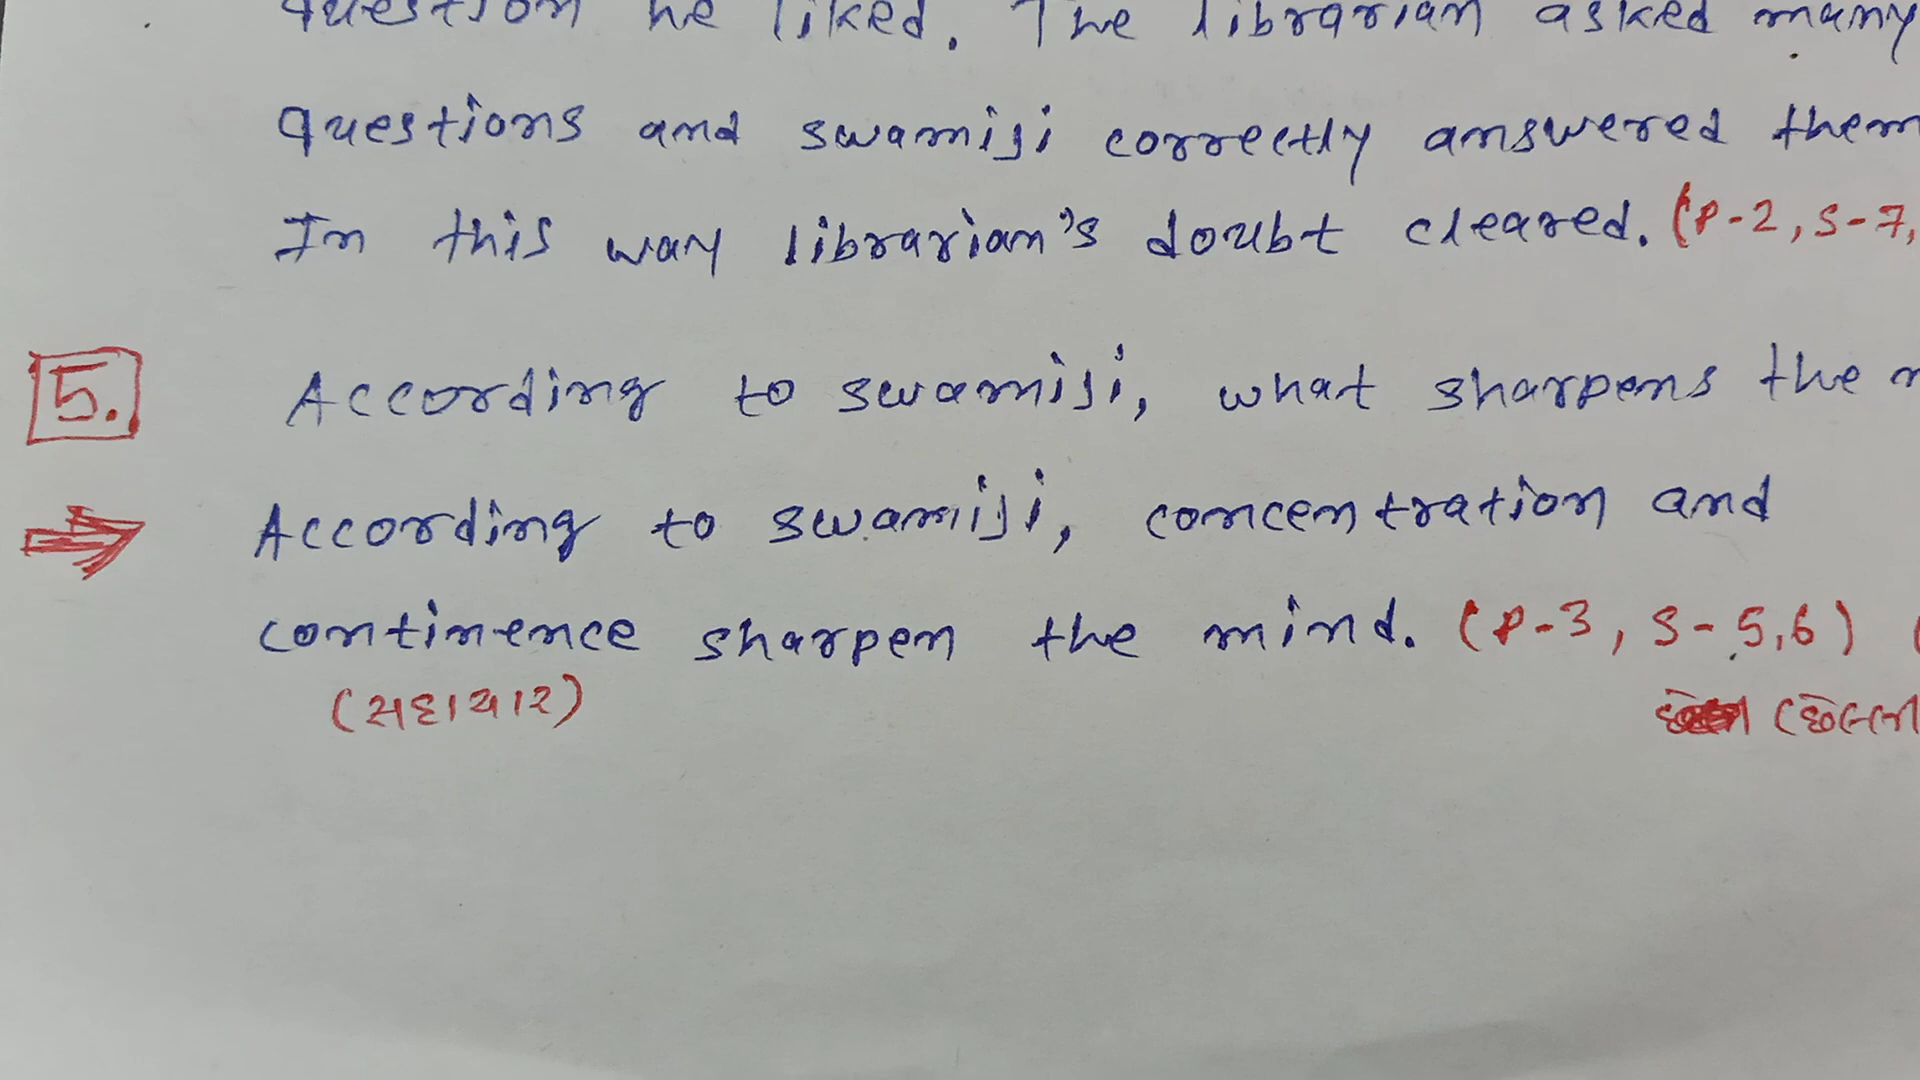 question he liked. The librarian asked many
questions and swamiji correctly answered them
In this way librarian's doubt cleared. (P-2, S-7,
5. According to swamiji, what sharpens the
According to swamiji, concentration and
continence sharpen the mind. (P-3, S-5,6) (
(સદાચાર)